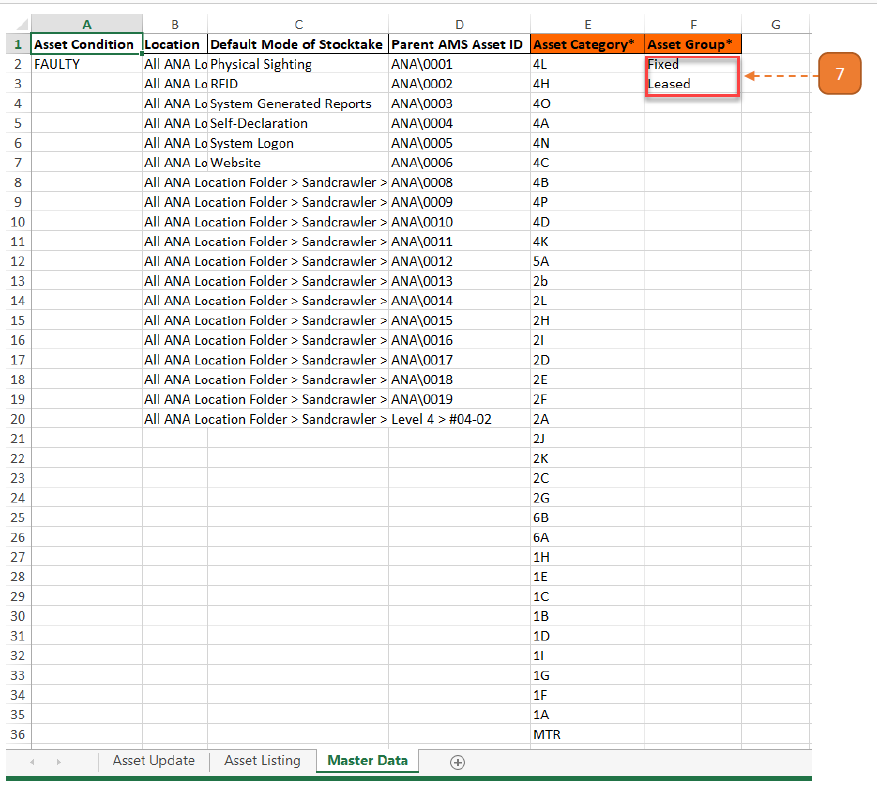 A B C D E F G
1 Asset Condition Location Default Mode of Stocktake Parent AMS Asset ID Asset Category* Asset Group*
2 FAULTY All ANA Lo Physical Sighting ANA\0001 4L Fixed
3 All ANA Lo RFID ANA\0002 4H Leased
4 All ANA Lo System Generated Reports ANA\0003 4O
5 All ANA Lo Self-Declaration ANA\0004 4A
6 All ANA Lo System Logon ANA\0005 4N
7 All ANA Lo Website ANA\0006 4C
8 All ANA Location Folder > Sandcrawler > ANA\0008 4B
9 All ANA Location Folder > Sandcrawler > ANA\0009 4P
10 All ANA Location Folder > Sandcrawler > ANA\0010 4D
11 All ANA Location Folder > Sandcrawler > ANA\0011 4K
12 All ANA Location Folder > Sandcrawler > ANA\0012 5A
13 All ANA Location Folder > Sandcrawler > ANA\0013 2b
14 All ANA Location Folder > Sandcrawler > ANA\0014 2L
15 All ANA Location Folder > Sandcrawler > ANA\0015 2H
16 All ANA Location Folder > Sandcrawler > ANA\0016 2I
17 All ANA Location Folder > Sandcrawler > ANA\0017 2D
18 All ANA Location Folder > Sandcrawler > ANA\0018 2E
19 All ANA Location Folder > Sandcrawler > ANA\0019 2F
20 All ANA Location Folder > Sandcrawler > Level 4 > #04-02 2A
21 2J
22 2K
23 2C
24 2G
25 6B
26 6A
27 1H
28 1E
29 1C
30 1B
31 1D
32 1I
33 1G
34 1F
35 1A
36 MTR
7
Asset Update Asset Listing Master Data